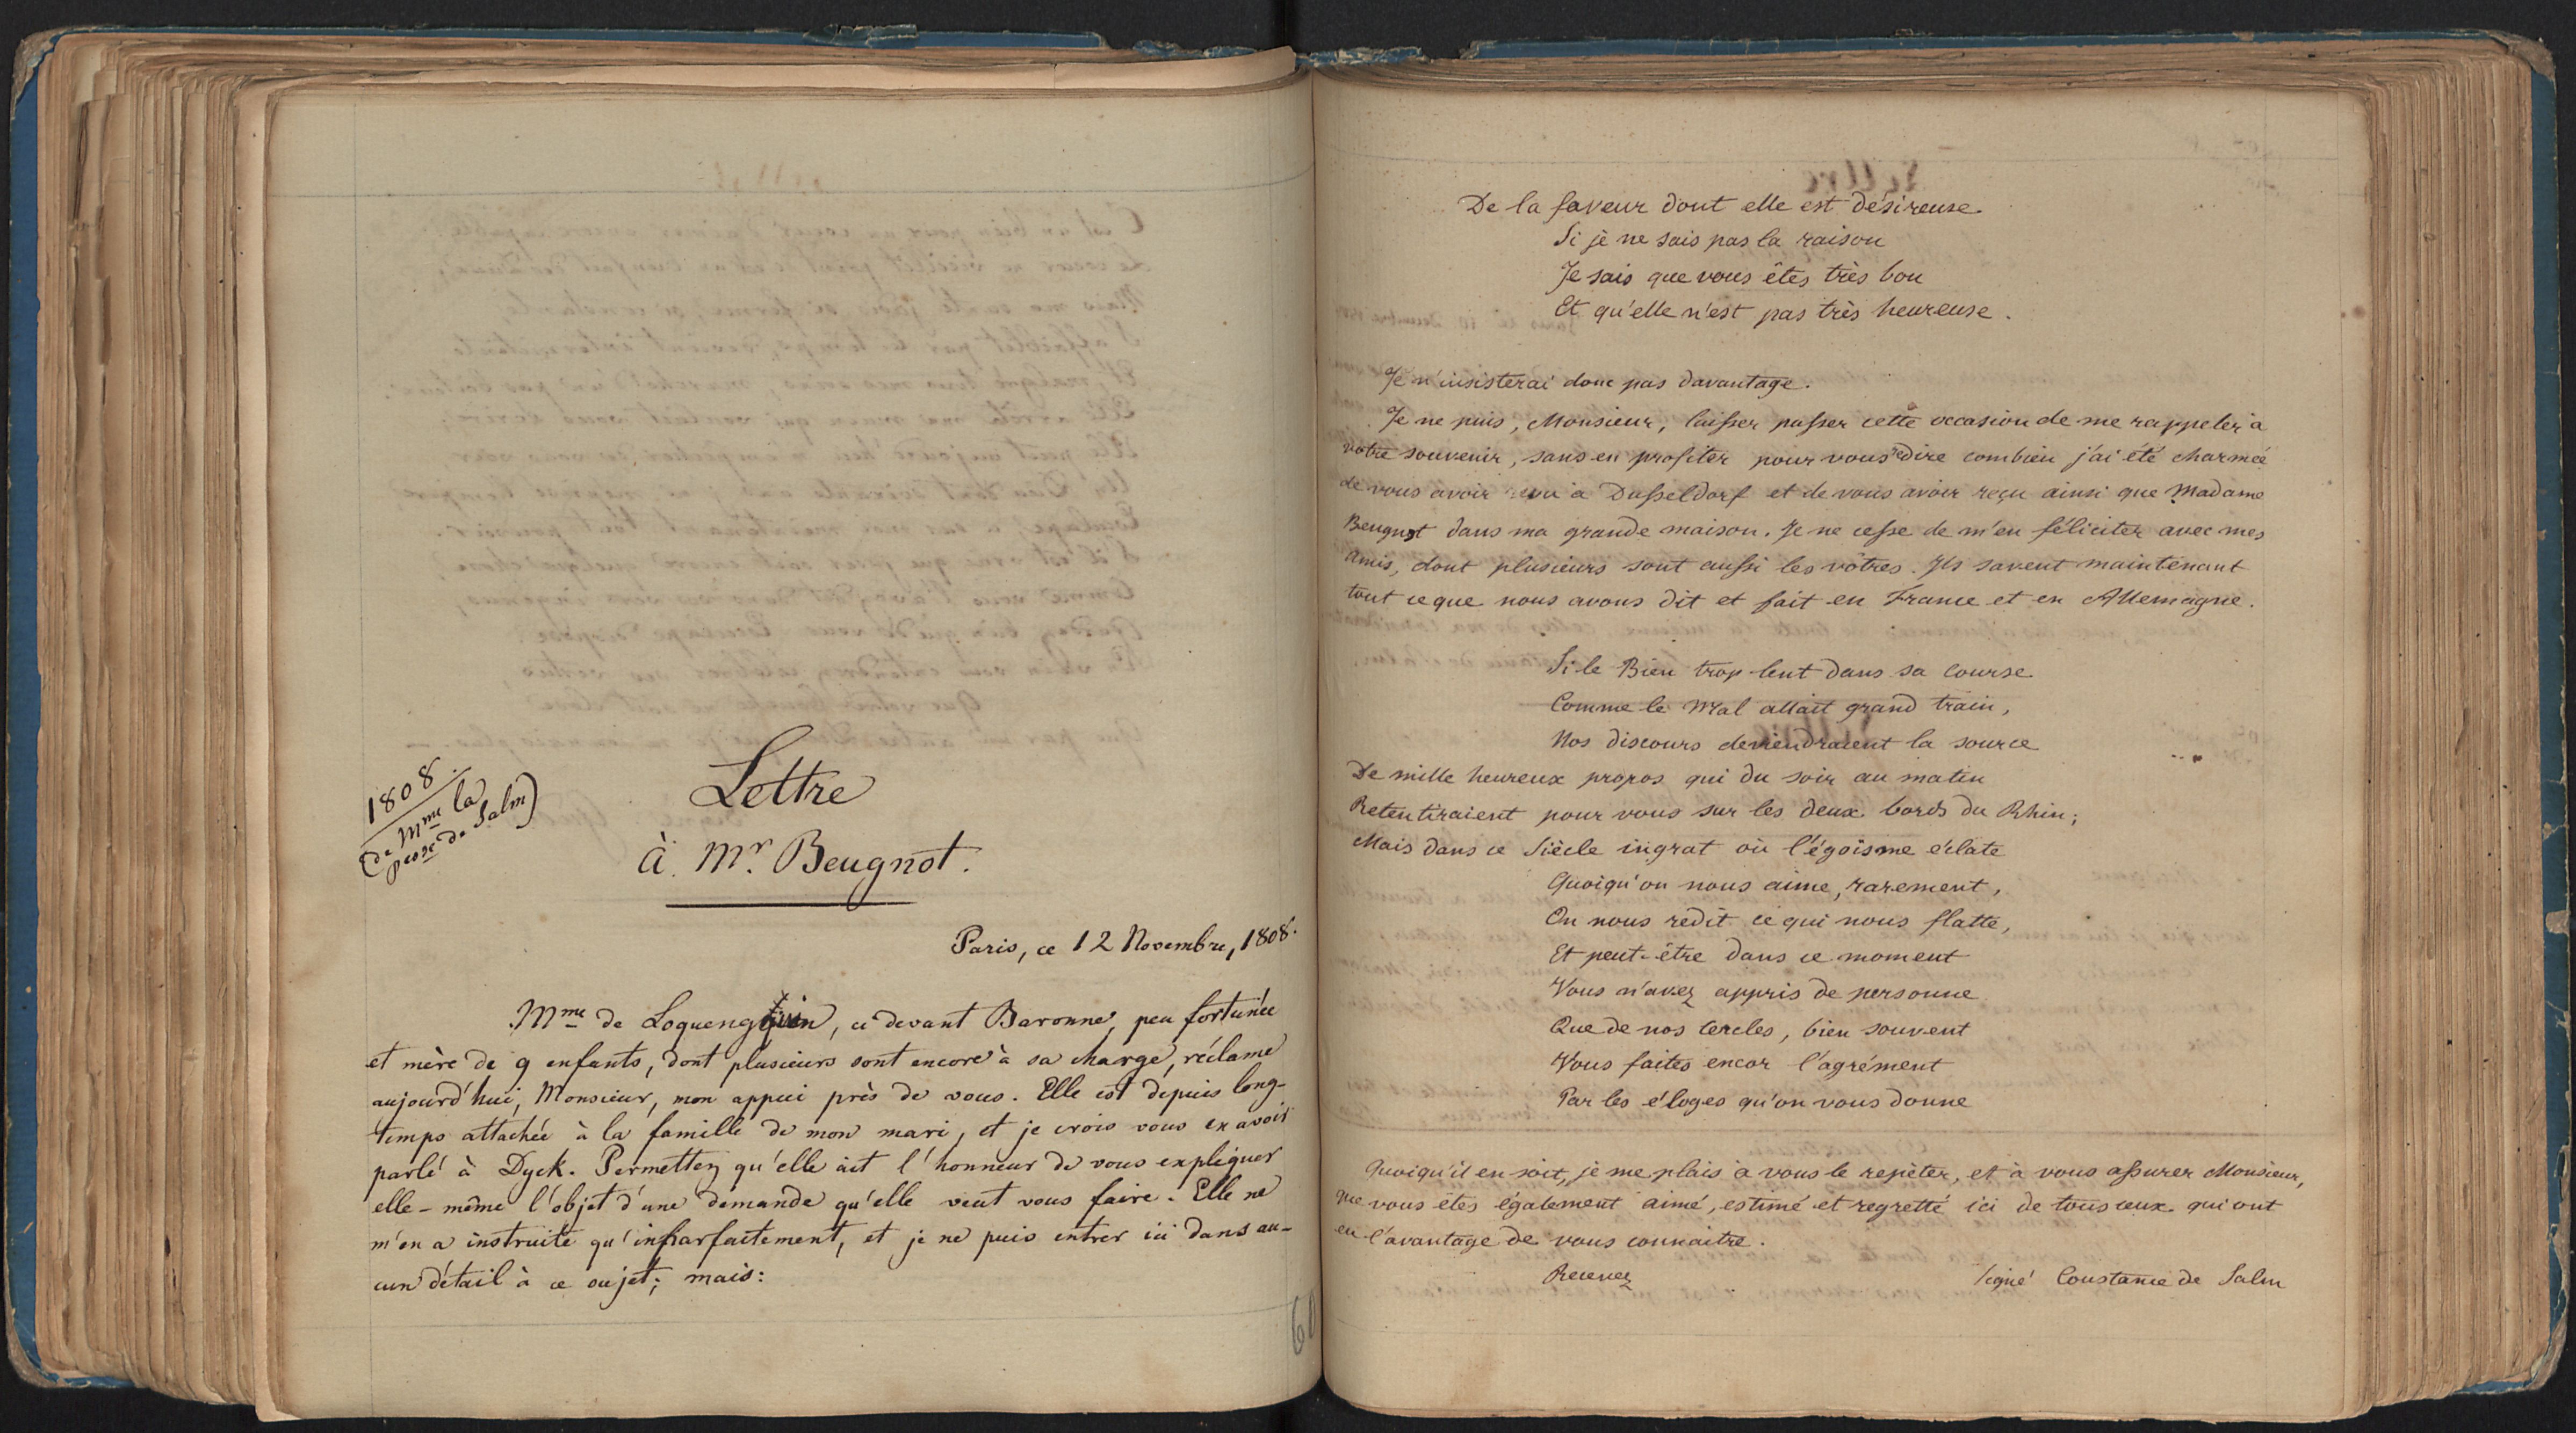 1808.
(de Mme la
pcsse de Salm)
Lettre
à Mr. Beugnot.
Paris, ce 12 Novembre, 1808.
Mme de , ci devant Baronne, peu fortunée
et mère de 9 enfants, dont plusieurs sont encore à sa charge, réclame
aujourd'hui, Monsieur, mon appui près de vous. Elle est depuis long-
temps attachée à la famille de mon mari, et je crois vous en avoir
parlé à Dyck. Permettez qu'elle ait l'honneur de vous expliquer
elle-même l'objet d'une demande qu'elle veut vous faire. Elle ne
m'en a instruite qu'imparfaitement, et je ne puis entrer ici dans au-
cun détail à ce sujet; mais:
60
De la faveur dont elle est désireuse
Si je ne sais pas la raison
Je sais que vous êtes très bon
Et qu'elle n'est pas très heureuse.
Je n'insisterai donc pas davantage.
Je ne puis, Monsieur, laisser passer cette occasion de me rappeler à
votre souvenir, sans en profiter pour vous redire combien j'ai été charmée
de vous avoir revu à Dusseldorf et de vous avoir reçu ainsi que Madame
Beugnot dans ma grande maison. Je ne cesse de m'en féliciter avec mes
amis, dont plusieurs sont aussi les vôtres. Ils savent maintenant
tout ce que nous avons dit et fait en France et en Allemagne.
Si le Bien trop lent dans sa course
Comme le Mal allait grand train,
Nos discours deviendraient la source
De mille heureux propos qui du soir au matin
Retentiraient pour vous sur les deux bords du Rhin;
Mais dans ce Siècle ingrat où l'égoisme éclate
Quoiqu'on nous aime, rarement,
On nous redit ce qui nous flatte,
Et peut-être dans ce moment
Vous n'avez appris de personne
Que de nos cercles, bien souvent
Vous faites encor l'agrément
Par les éloges qu'on vous donne
Quoiqu'il en soit, je me plais à vous le repèter, et à vous assurer Monsieur,
que vous êtes également aimé, estimé et regretté ici de tous ceux qui ont
eu l'avantage de vous connaitre.
Recevez signé Constance de Salm